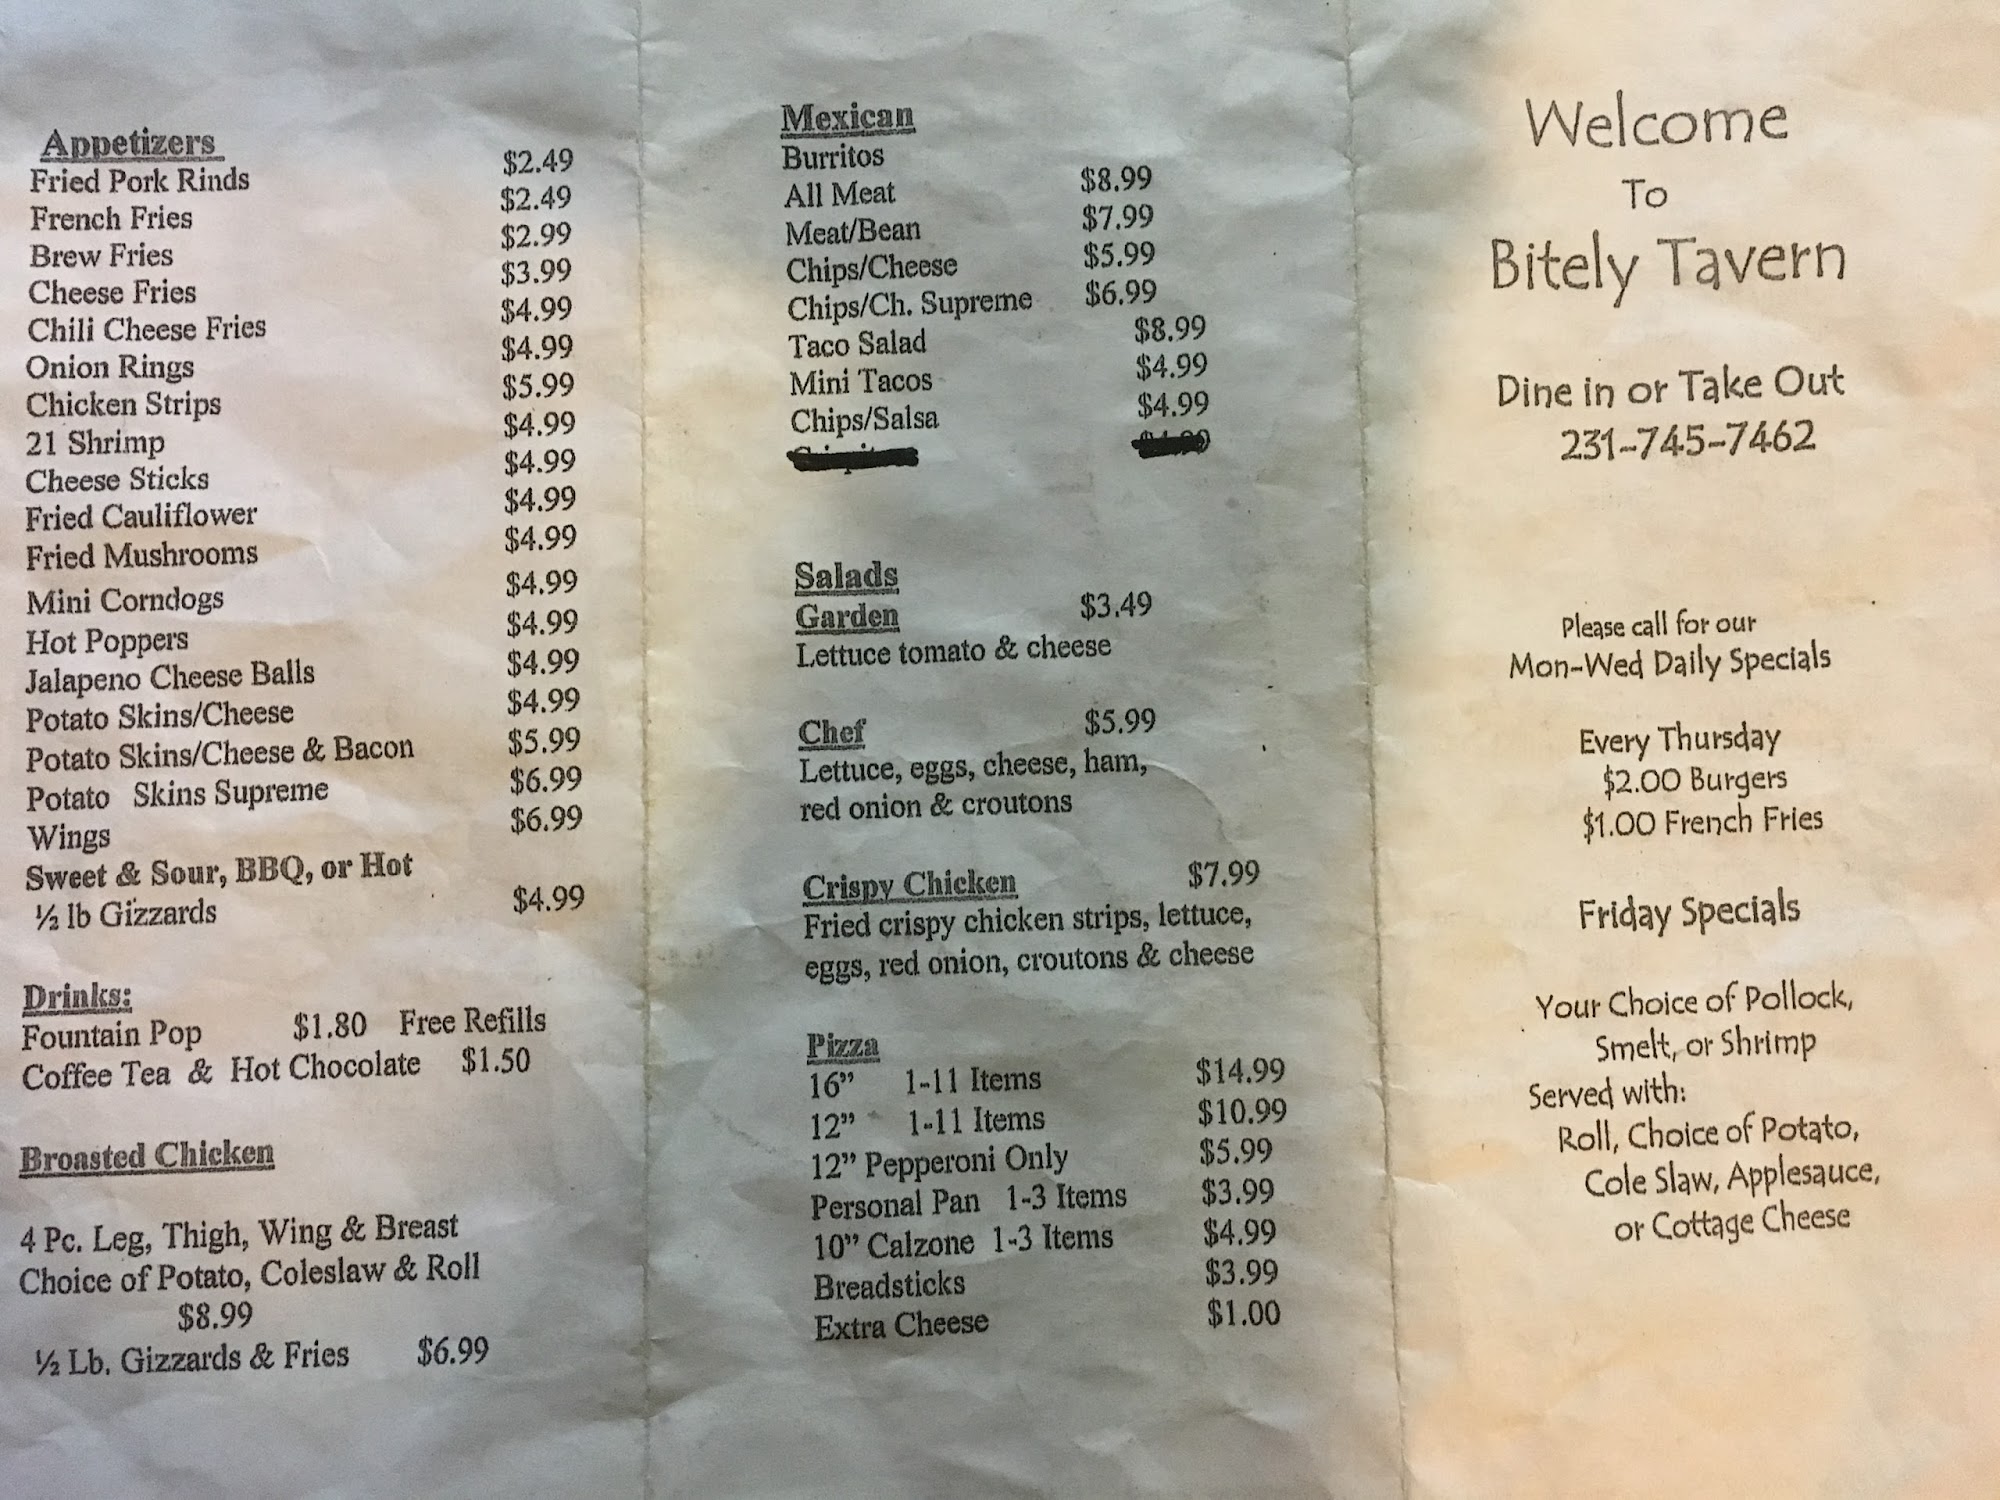 Appetizers
Fried Pork Rinds $2.49
French Fries $2.49
Brew Fries $2.99
Cheese Fries $3.99
Chili Cheese Fries $4.99
Onion Rings $4.99
Chicken Strips $5.99
21 Shrimp $4.99
Cheese Sticks $4.99
Fried Cauliflower $4.99
Fried Mushrooms $4.99
Mini Corndogs $4.99
Hot Poppers $4.99
Jalapeno Cheese Balls $4.99
Potato Skins/Cheese $4.99
Potato Skins/Cheese & Bacon $5.99
Potato Skins Supreme $6.99
Wings $6.99
Sweet & Sour, BBQ, or Hot
½ lb Gizzards $4.99
Drinks:
Fountain Pop $1.80 Free Refills
Coffee Tea & Hot Chocolate $1.50
Broasted Chicken
4 Pc. Leg, Thigh, Wing & Breast
Choice of Potato, Coleslaw & Roll
$8.99
½ Lb. Gizzards & Fries $6.99
Mexican
Burritos
All Meat $8.99
Meat/Bean $7.99
Chips/Cheese $5.99
Chips/Ch. Supreme $6.99
Taco Salad $8.99
Mini Tacos $4.99
Chips/Salsa $4.99
Salads
Garden $3.49
Lettuce tomato & cheese
Chef $5.99
Lettuce, eggs, cheese, ham,
red onion & croutons
Crispy Chicken $7.99
Fried crispy chicken strips, lettuce,
eggs, red onion, croutons & cheese
Pizza
16” 1-11 Items $14.99
12” 1-11 Items $10.99
12” Pepperoni Only $5.99
Personal Pan 1-3 Items $3.99
10” Calzone 1-3 Items $4.99
Breadsticks $3.99
Extra Cheese $1.00
Welcome
To
Bitely Tavern
Dine in or Take Out
231-745-7462
Please call for our
Mon-Wed Daily Specials
Every Thursday
$2.00 Burgers
$1.00 French Fries
Friday Specials
Your Choice of Pollock,
Smelt, or Shrimp
Served with:
Roll, Choice of Potato,
Cole Slaw, Applesauce,
or Cottage Cheese